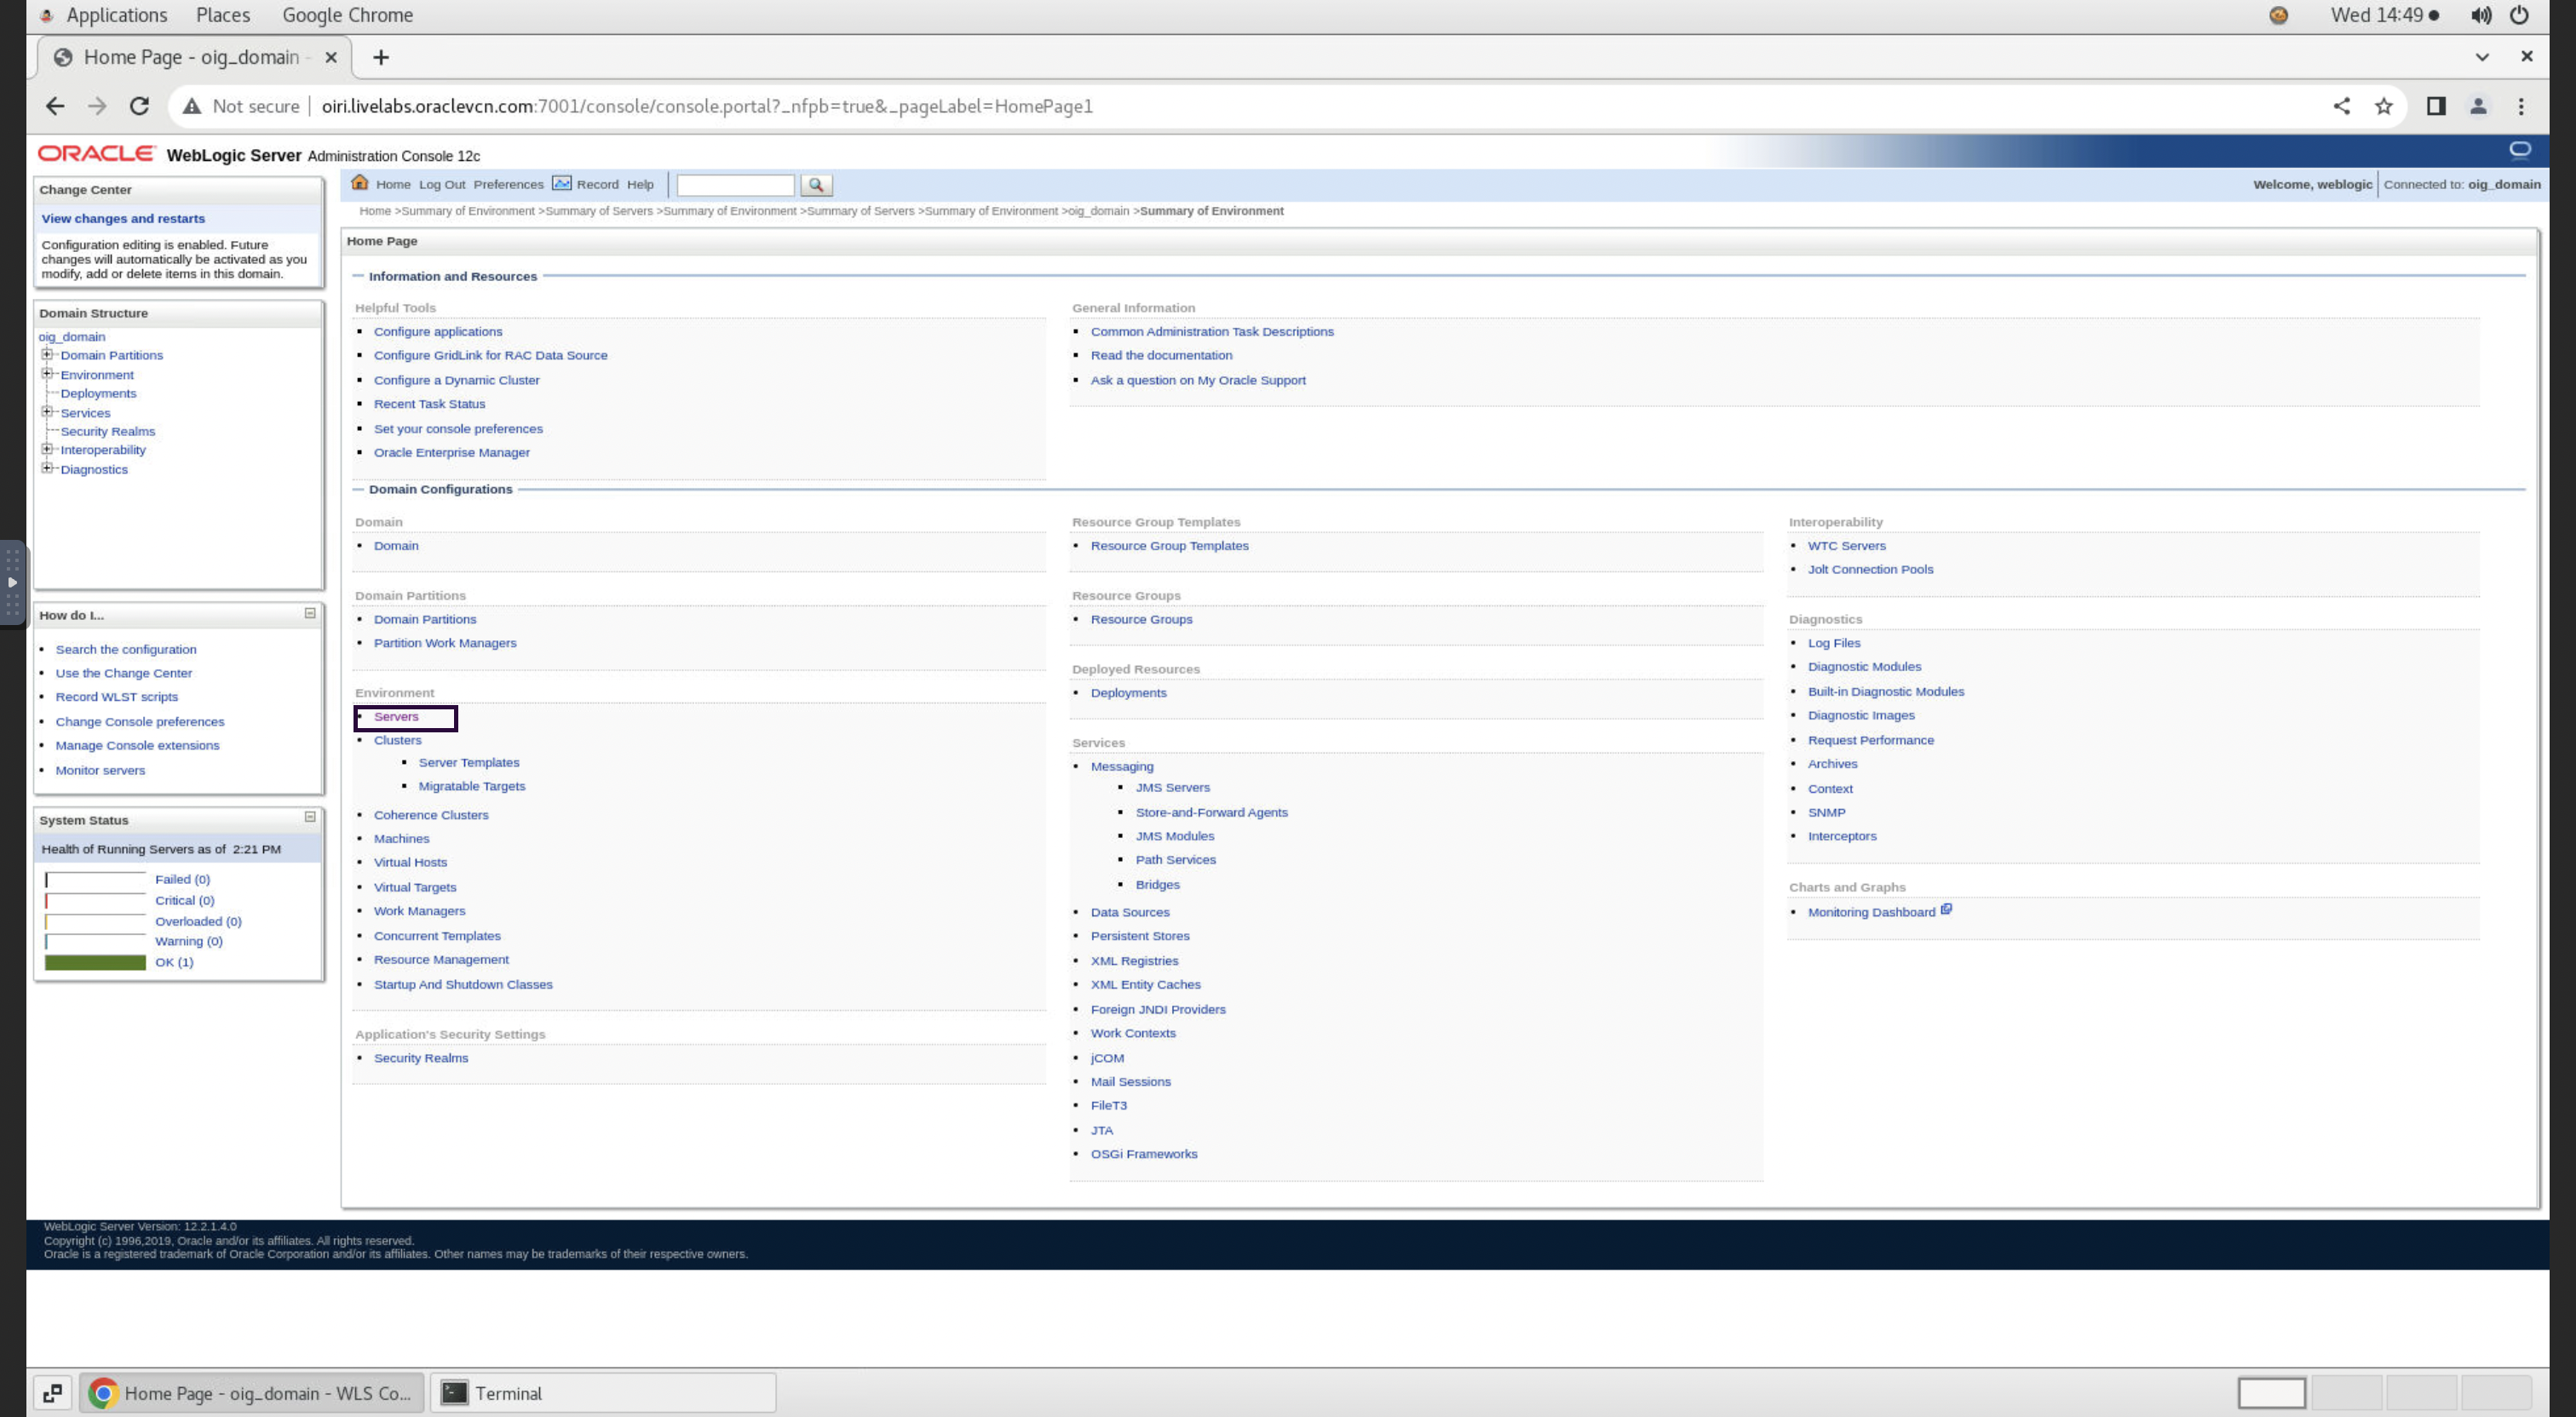 Applications Places Google Chrome Wed 14:49
Home Page - oig_domain -
Not secure oiri.livelabs.oraclevcn.com:7001/console/console.portal?_nfpb=true&_pageLabel=HomePage1
ORACLE WebLogic Server Administration Console 12c
Change Center
View changes and restarts
Configuration editing is enabled. Future
changes will automatically be activated as you
modify, add or delete items in this domain.
Domain Structure
oig_domain
Domain Partitions
Environment
Deployments
Services
Security Realms
Interoperability
Diagnostics
How do I...
Search the configuration
Use the Change Center
Record WLST scripts
Change Console preferences
Manage Console extensions
Monitor servers
System Status
Health of Running Servers as of 2:21 PM
Failed (0)
Critical (0)
Overloaded (0)
Warning (0)
OK (1)
Home Log Out Preferences Record Help
Welcome, weblogic Connected to: oig_domain
Home >Summary of Environment >Summary of Servers >Summary of Environment >Summary of Servers >Summary of Environment >oig_domain >Summary of Environment
Home Page
Information and Resources
Helpful Tools
Configure applications
Configure GridLink for RAC Data Source
Configure a Dynamic Cluster
Recent Task Status
Set your console preferences
Oracle Enterprise Manager
General Information
Common Administration Task Descriptions
Read the documentation
Ask a question on My Oracle Support
Domain Configurations
Domain
Domain
Domain Partitions
Domain Partitions
Partition Work Managers
Environment
Servers
Clusters
Server Templates
Migratable Targets
Coherence Clusters
Machines
Virtual Hosts
Virtual Targets
Work Managers
Concurrent Templates
Resource Management
Startup And Shutdown Classes
Application's Security Settings
Security Realms
Resource Group Templates
Resource Group Templates
Resource Groups
Resource Groups
Deployed Resources
Deployments
Services
Messaging
JMS Servers
Store-and-Forward Agents
JMS Modules
Path Services
Bridges
Data Sources
Persistent Stores
XML Registries
XML Entity Caches
Foreign JNDI Providers
Work Contexts
jCOM
Mail Sessions
FileT3
JTA
OSGi Frameworks
Interoperability
WTC Servers
Jolt Connection Pools
Diagnostics
Log Files
Diagnostic Modules
Built-in Diagnostic Modules
Diagnostic Images
Request Performance
Archives
Context
SNMP
Interceptors
Charts and Graphs
Monitoring Dashboard
WebLogic Server Version: 12.2.1.4.0
Copyright (c) 1996,2019, Oracle and/or its affiliates. All rights reserved.
Oracle is a registered trademark of Oracle Corporation and/or its affiliates. Other names may be trademarks of their respective owners.
Home Page - oig_domain - WLS Co... Terminal